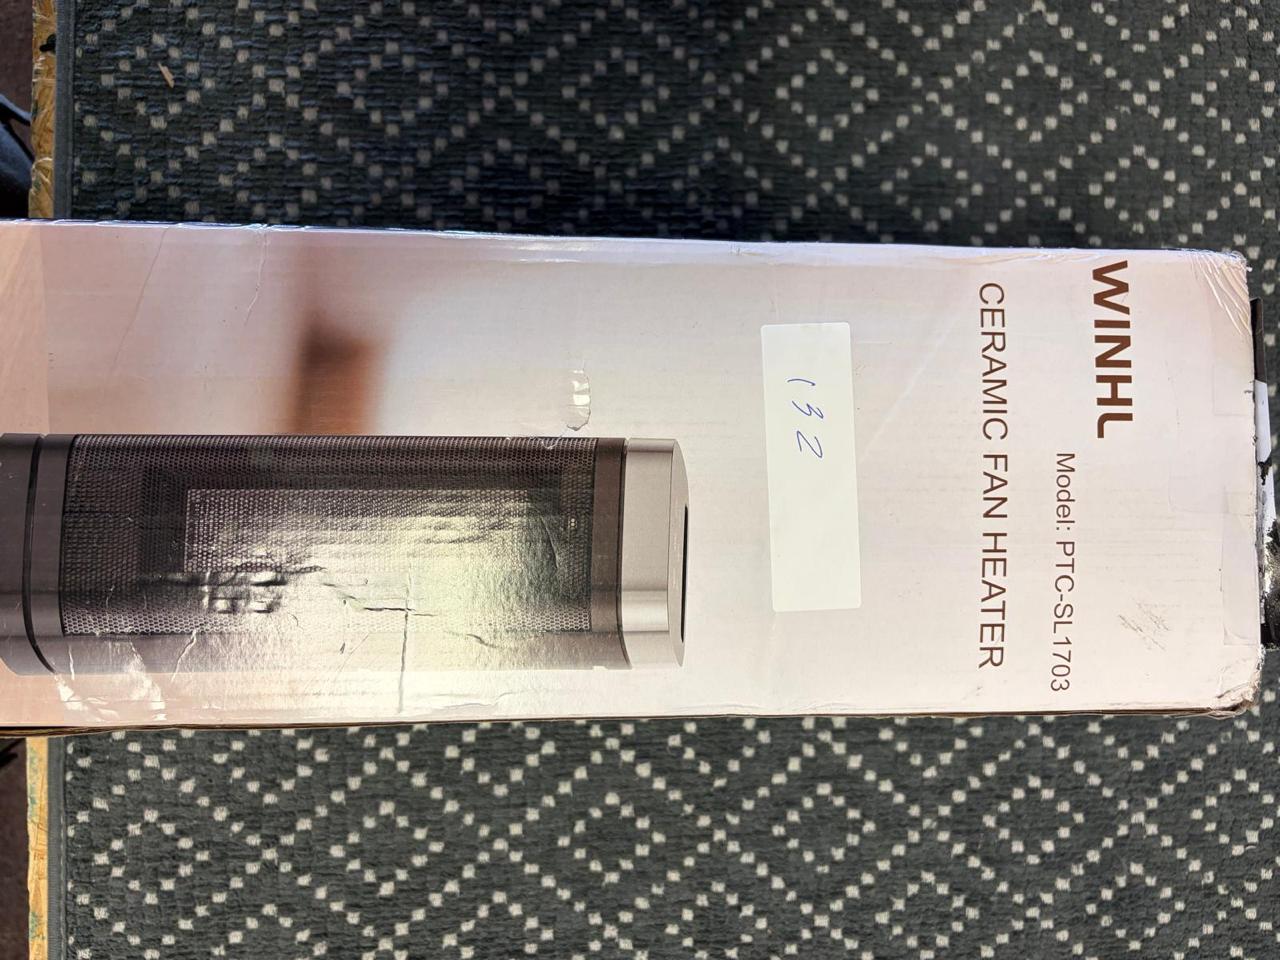 WINHL
Model: PTC-SL1703
CERAMIC FAN HEATER
132